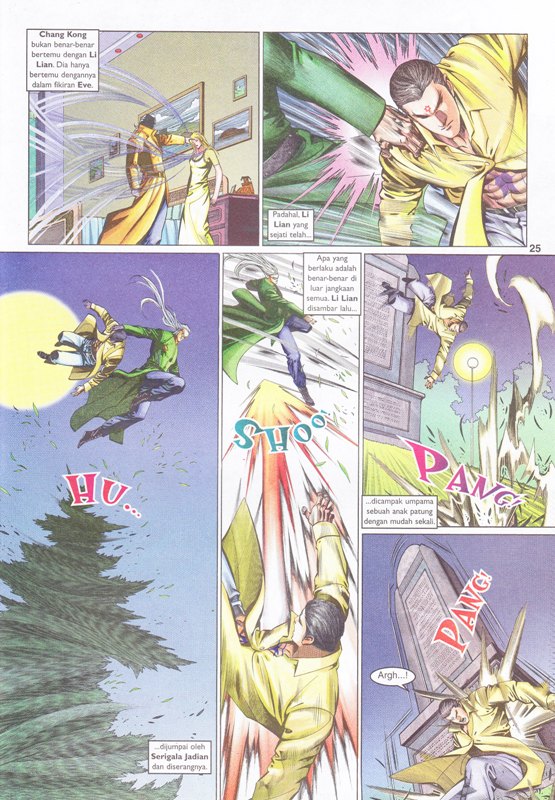 Chang Kong
bukan benar-benar
bertemu dengan Li
Lian. Dia hanya
bertemu dengannya
dalam fikiran Eve.
Padahal, Li
Lian yang
sejati telah...
25
...dijumpai oleh
Serigala Jadian
dan diserangnya.
HU...
Apa yang
berlaku adalah
benar-benar di
luar jangkaan
semua. Li Lian
disambar lalu...
SHOO!
PANG!
...dicampak umpama
sebuah anak patung
dengan mudah sekali.
PANG!
Argh...!